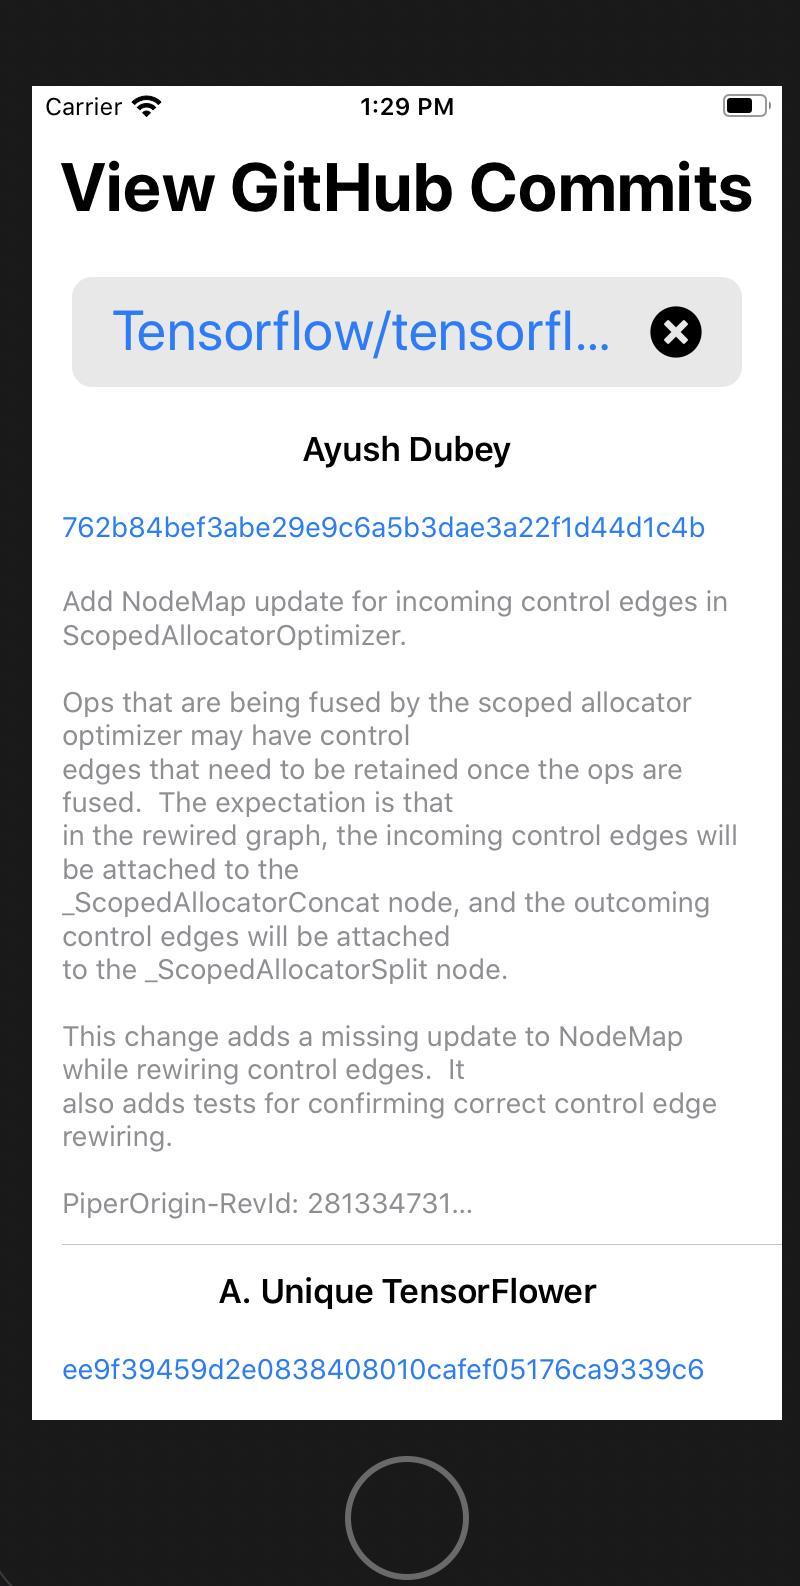 Carrier
1:29 PM
View GitHub Commits
Tensorflow/tensorfl...
Ayush Dubey
762b84bef3abe29e9c6a5b3dae3a22f1d44d1c4b
Add NodeMap update for incoming control edges in
ScopedAllocatorOptimizer.
Ops that are being fused by the scoped allocator
optimizer may have control
edges that need to be retained once the ops are
fused.  The expectation is that
in the rewired graph, the incoming control edges will
be attached to the
_ScopedAllocatorConcat node, and the outcoming
control edges will be attached
to the _ScopedAllocatorSplit node.
This change adds a missing update to NodeMap
while rewiring control edges.  It
also adds tests for confirming correct control edge
rewiring.
PiperOrigin-RevId: 281334731...
A. Unique TensorFlower
ee9f39459d2e0838408010cafef05176ca9339c6